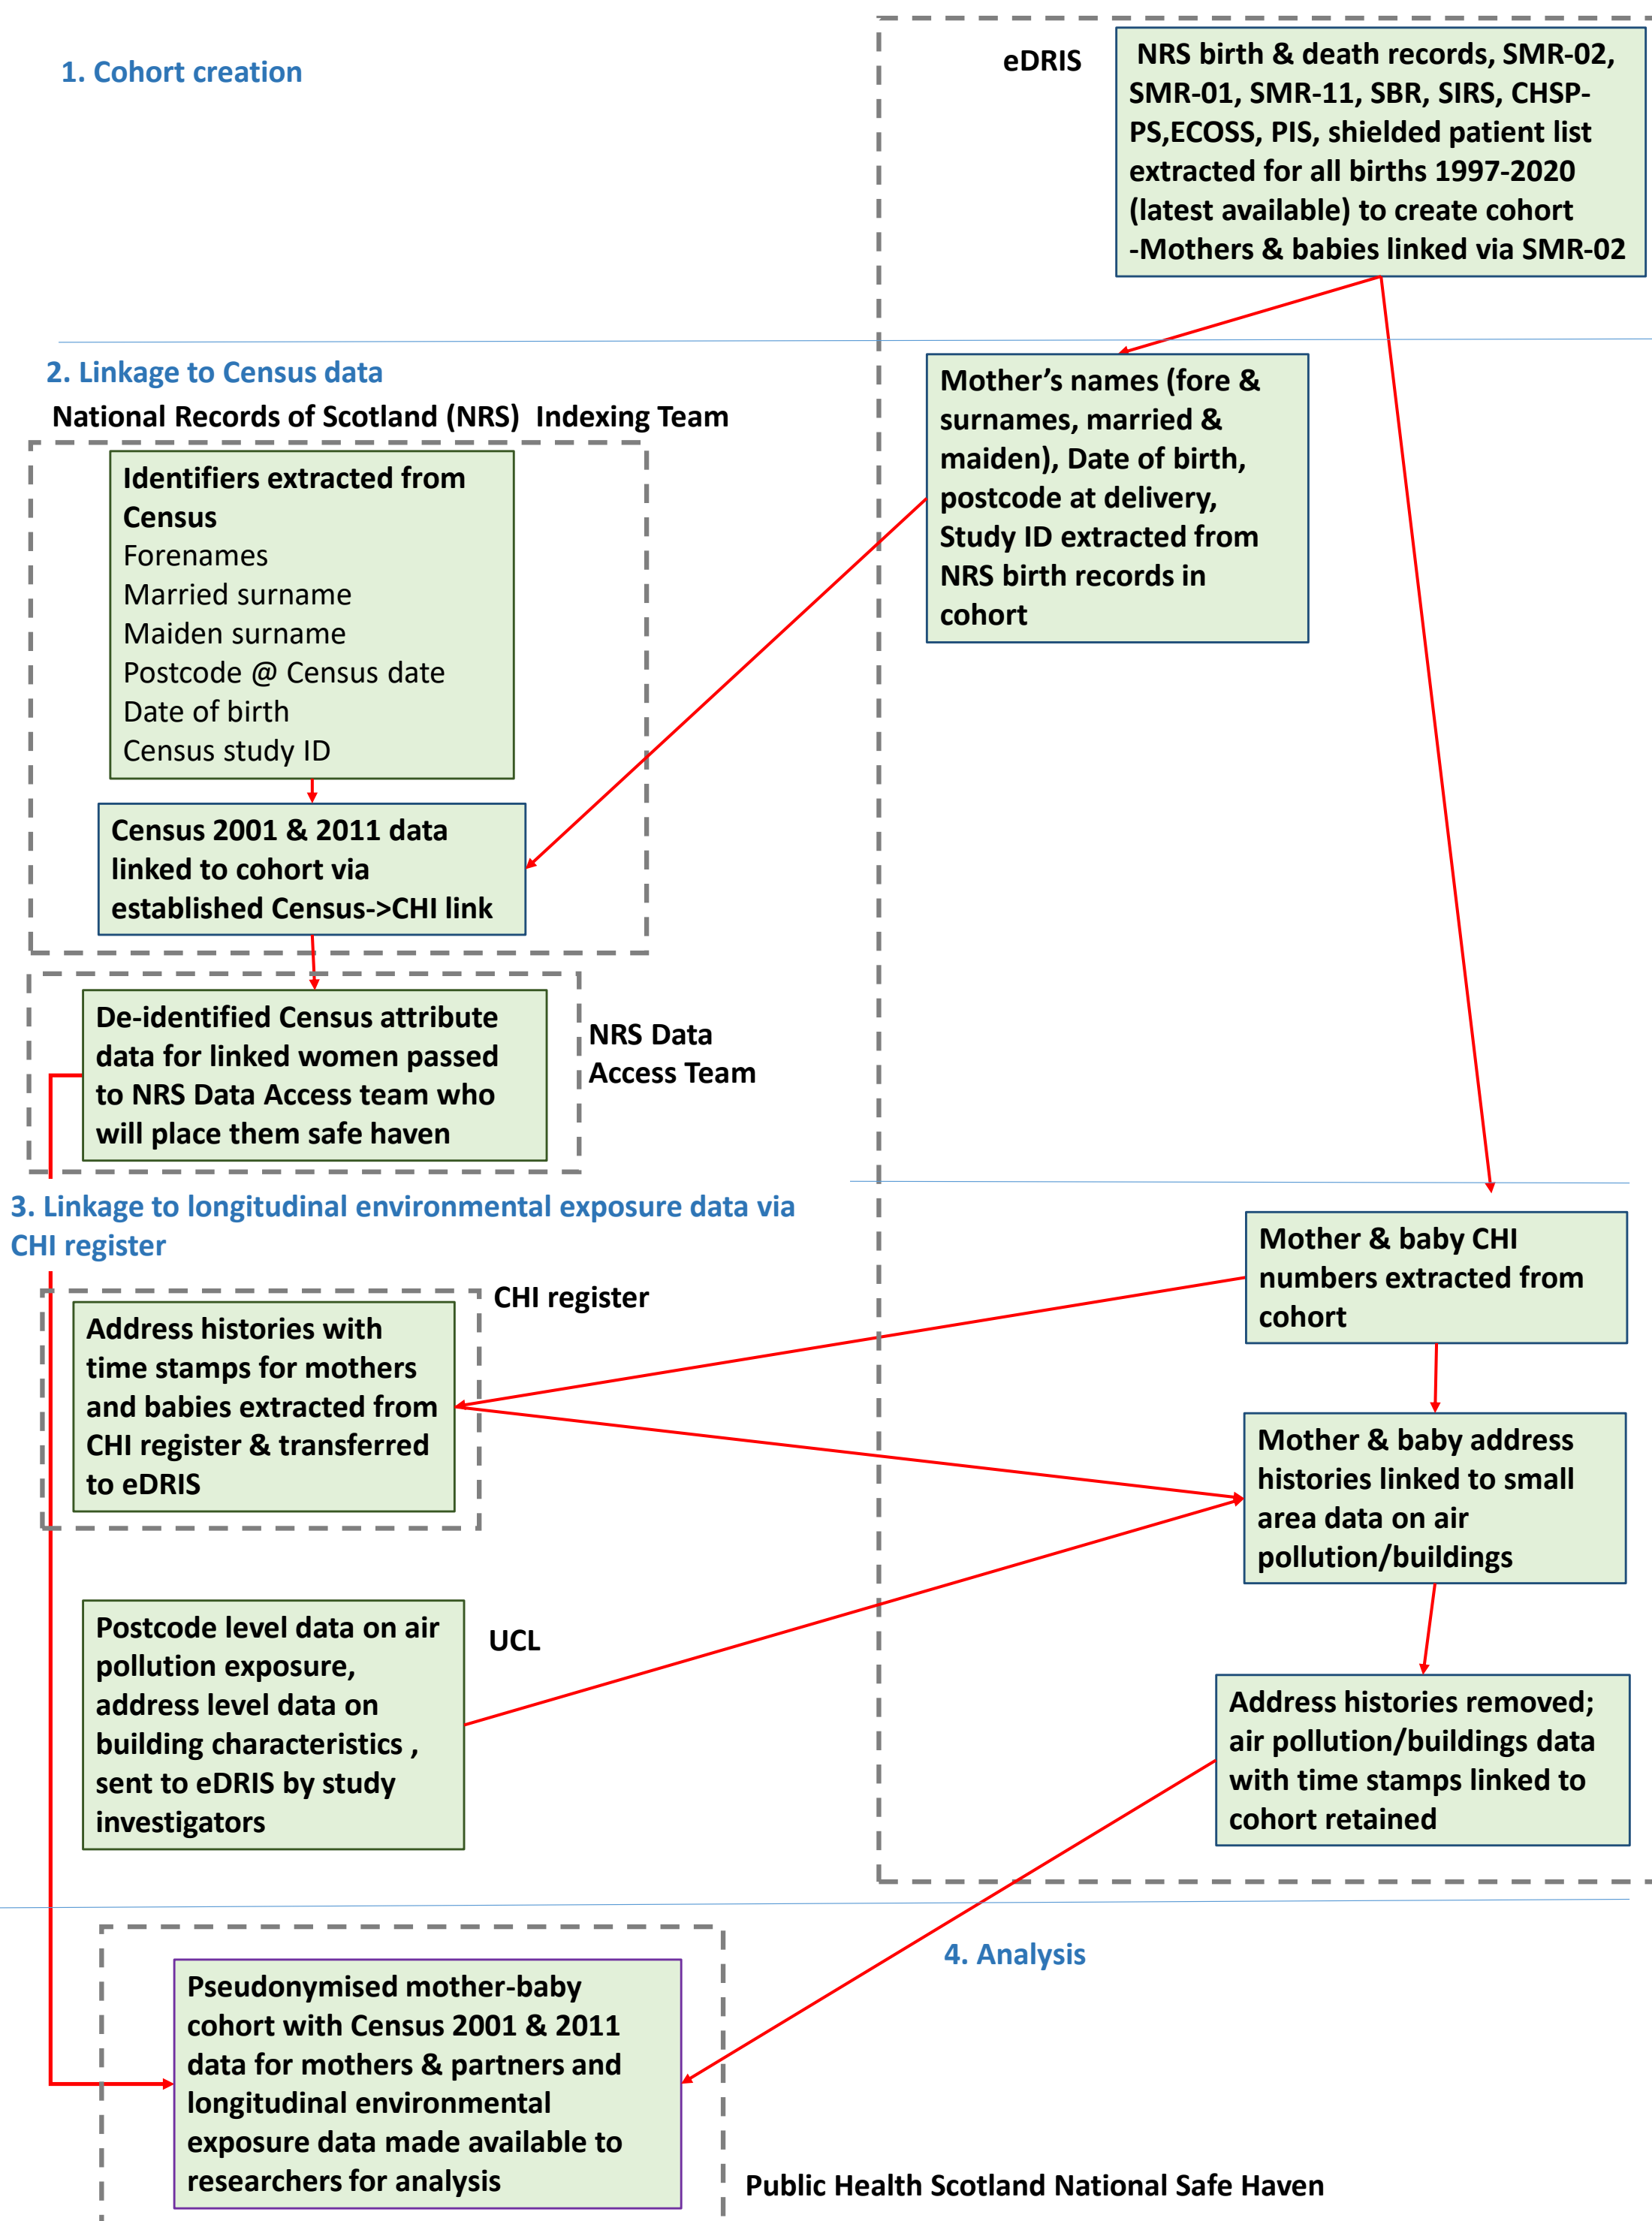 1. Cohort creation
eDRIS
NRS birth & death records, SMR-02,
SMR-01, SMR-11, SBR, SIRS, CHSP-
PS,ECOSS, PIS, shielded patient list
extracted for all births 1997-2020
(latest available) to create cohort
-Mothers & babies linked via SMR-02
2. Linkage to Census data
National Records of Scotland (NRS) Indexing Team
Identifiers extracted from
Census
Forenames
Married surname
Maiden surname
Postcode @ Census date
Date of birth
Census study ID
Mother’s names (fore &
surnames, married &
maiden), Date of birth,
postcode at delivery,
Study ID extracted from
NRS birth records in
cohort
Census 2001 & 2011 data
linked to cohort via
established Census->CHI link
De-identified Census attribute
data for linked women passed
to NRS Data Access team who
will place them safe haven
NRS Data
Access Team
3. Linkage to longitudinal environmental exposure data via
CHI register
Mother & baby CHI
numbers extracted from
cohort
CHI register
Address histories with
time stamps for mothers
and babies extracted from
CHI register & transferred
to eDRIS
Mother & baby address
histories linked to small
area data on air
pollution/buildings
Postcode level data on air
pollution exposure,
address level data on
building characteristics ,
sent to eDRIS by study
investigators
UCL
Address histories removed;
air pollution/buildings data
with time stamps linked to
cohort retained
4. Analysis
Pseudonymised mother-baby
cohort with Census 2001 & 2011
data for mothers & partners and
longitudinal environmental
exposure data made available to
researchers for analysis
Public Health Scotland National Safe Haven